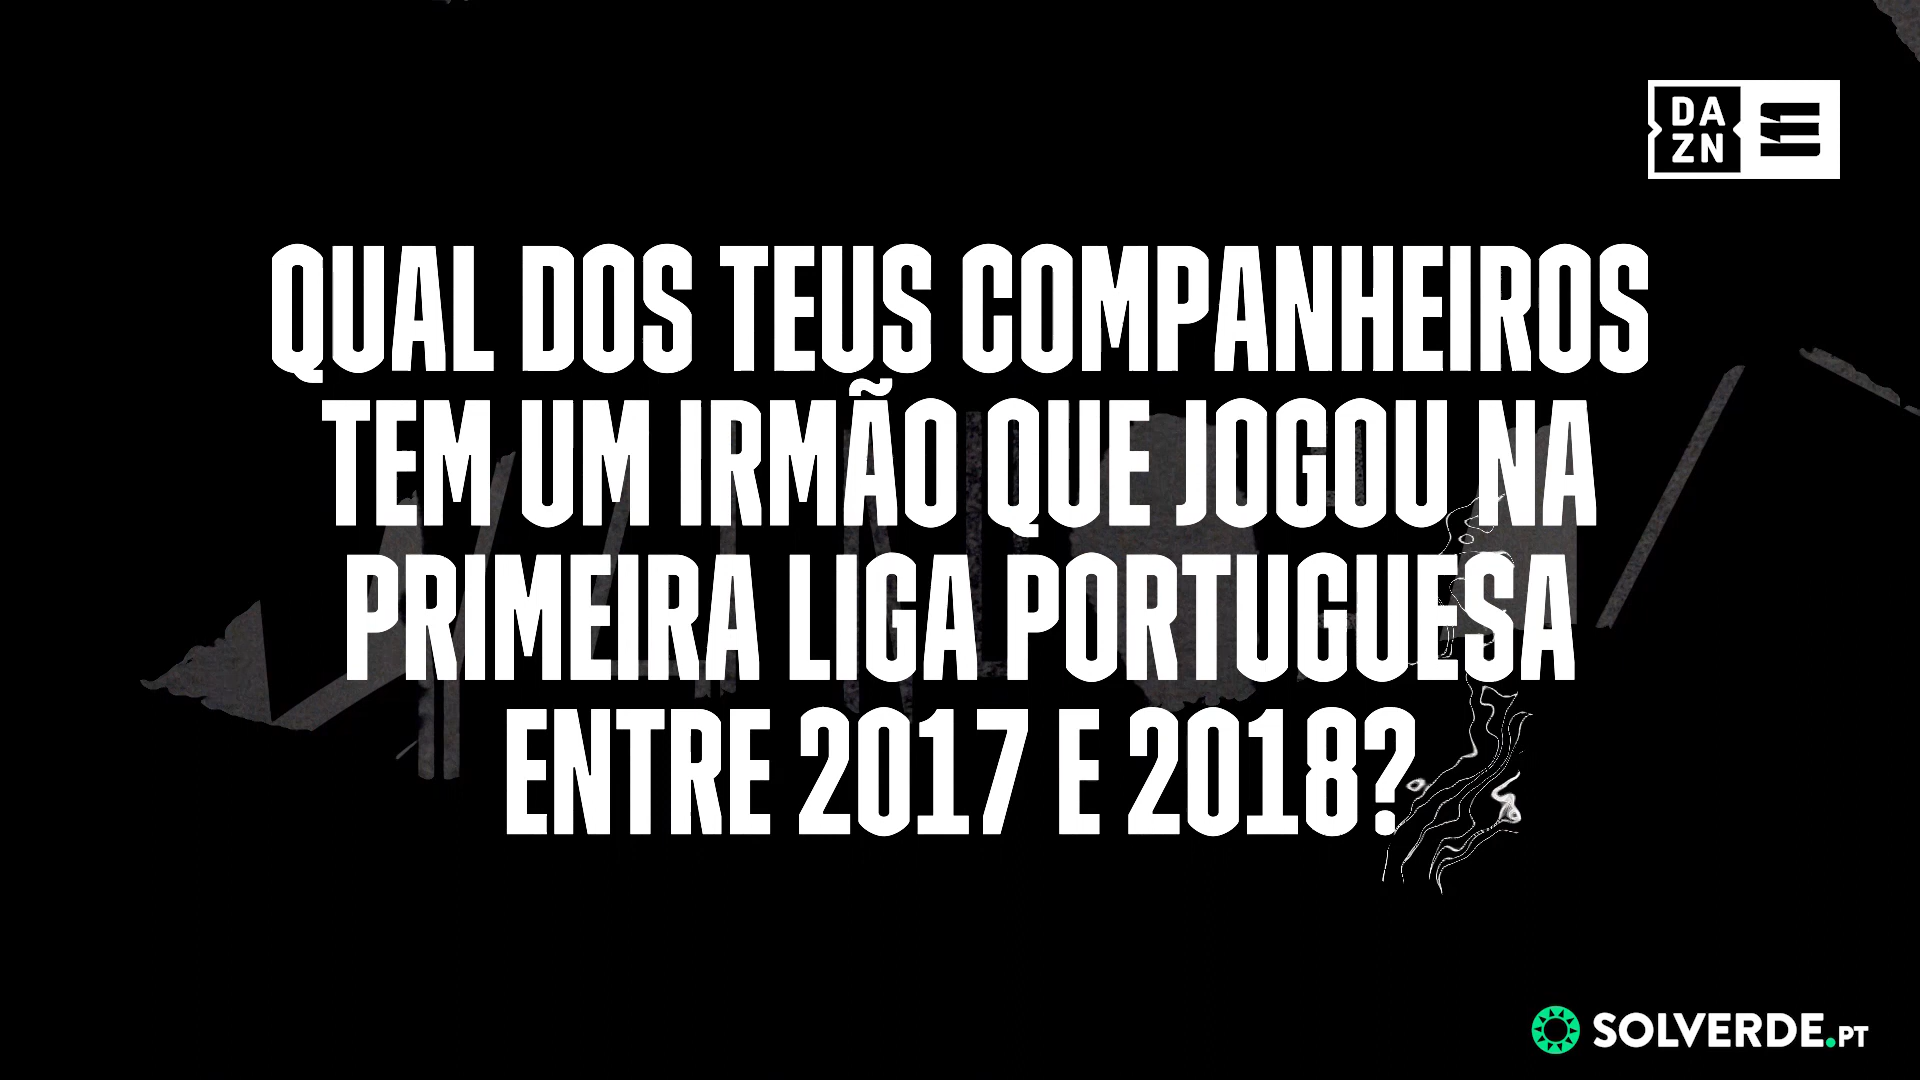 DA
ZN
QUAL DOS TEUS COMPANHEIROS
TEM UM IRMÃO QUE JOGOU NA
PRIMEIRA LIGA PORTUGUESA
ENTRE 2017 E 2018?
SOLVERDE.PT